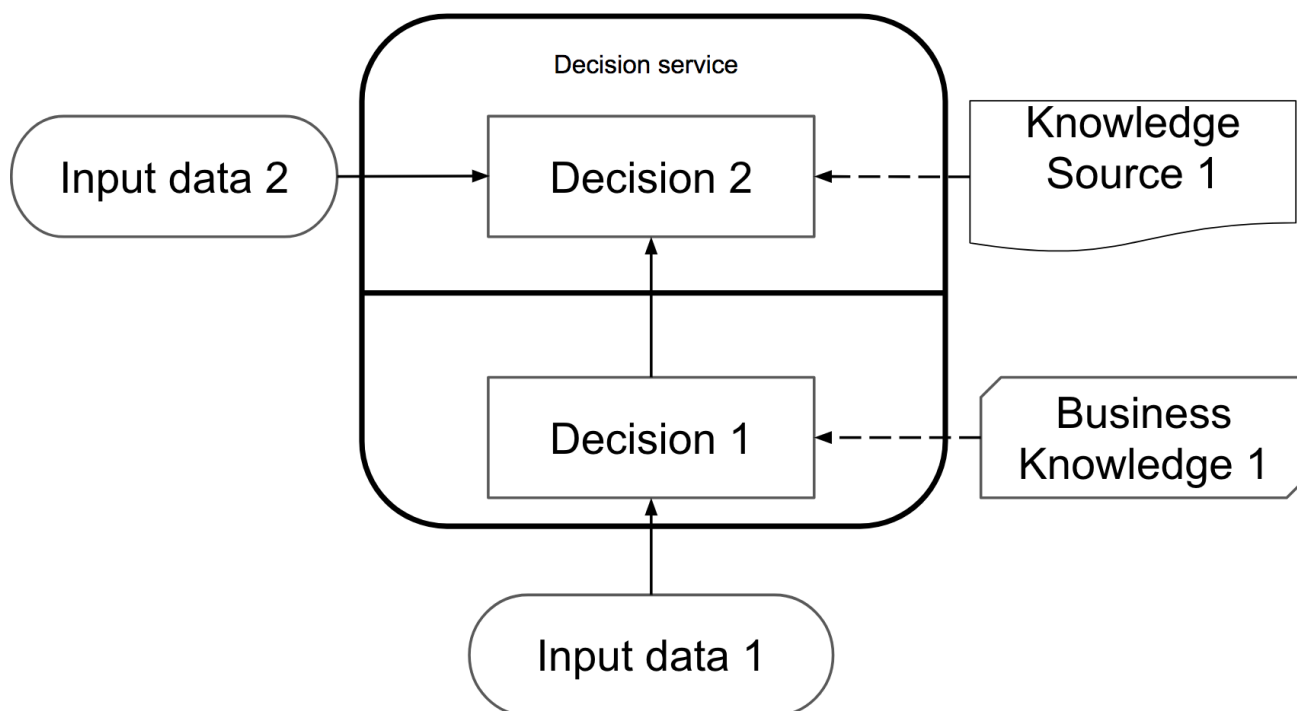 Decision service
Input data 2
Decision 2
Knowledge
Source 1
Decision 1
Business
Knowledge 1
Input data 1